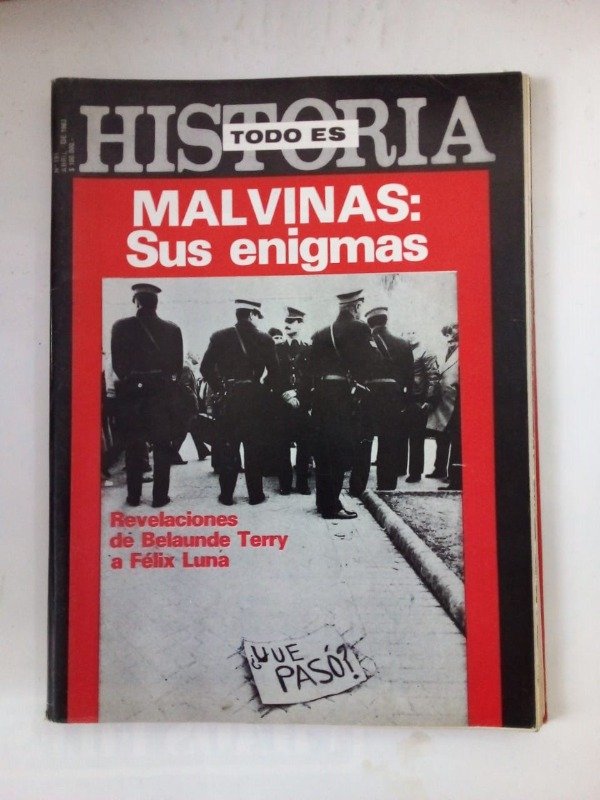 HISTORIA
TODO ES
MALVINAS:
Sus enigmas
Revelaciones
de Belaunde Terry
a Félix Luna
¿QUE
PASÓ?